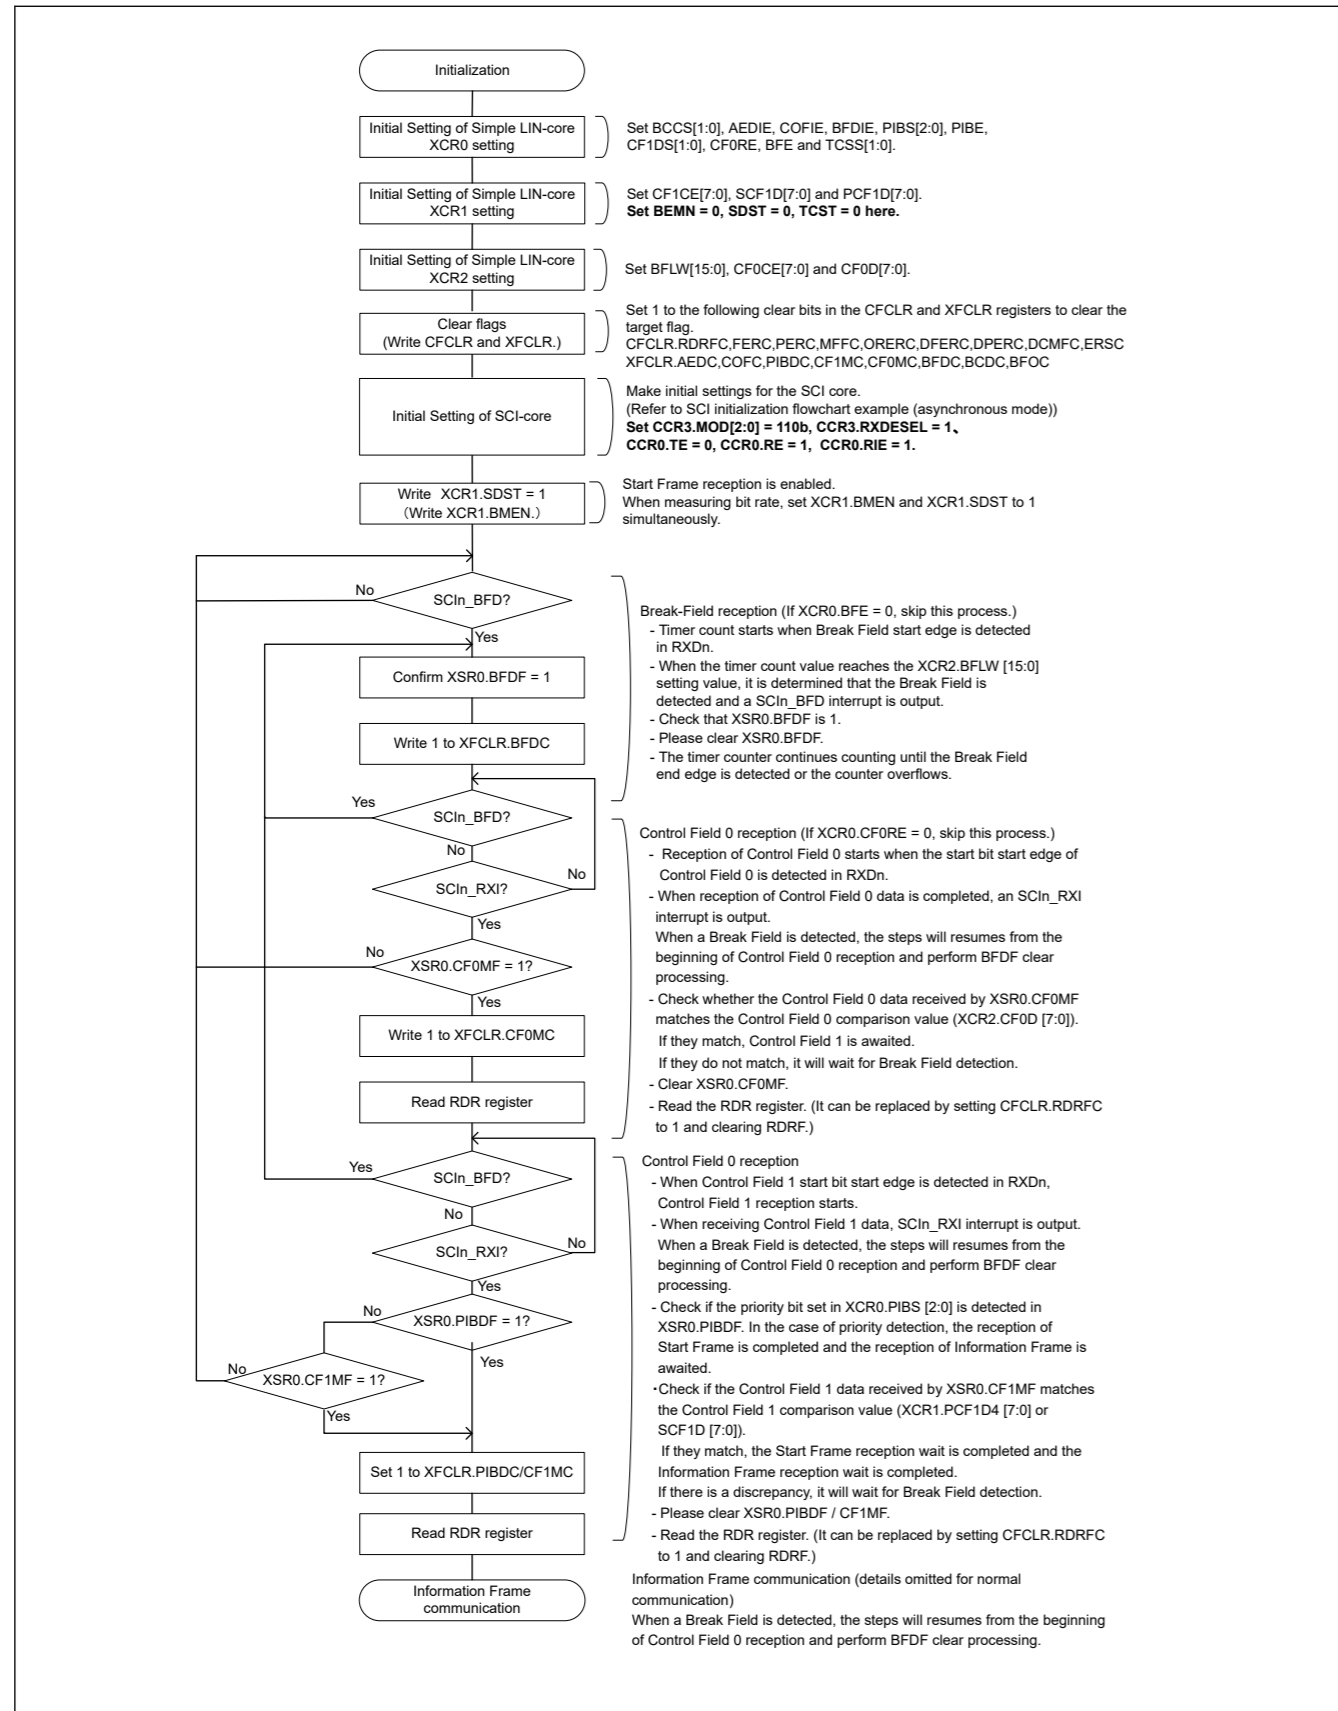 Initialization
Initial Setting of Simple LIN-core
XCR0 setting
Set BCCS[1:0], AEDIE, COFIE, BFDIE, PIBS[2:0], PIBE,
CF1DS[1:0], CF0RE, BFE and TCSS[1:0].
Initial Setting of Simple LIN-core
XCR1 setting
Set CF1CE[7:0], SCF1D[7:0] and PCF1D[7:0].
Set BEMN = 0, SDST = 0, TCST = 0 here.
Initial Setting of Simple LIN-core
XCR2 setting
Set BFLW[15:0], CF0CE[7:0] and CF0D[7:0].
Clear flags
(Write CFCLR and XFCLR.)
Set 1 to the following clear bits in the CFCLR and XFCLR registers to clear the
target flag.
CFCLR.RDRFC,FERC,PERC,MFFC,ORERC,DFERC,DPERC,DCMFC,ERSC
XFCLR.AEDC,COFC,PIBDC,CF1MC,CF0MC,BFDC,BCDC,BFOC
Initial Setting of SCI-core
Make initial settings for the SCI core.
(Refer to SCI initialization flowchart example (asynchronous mode))
Set CCR3.MOD[2:0] = 110b, CCR3.RXDESEL = 1、
CCR0.TE = 0, CCR0.RE = 1, CCR0.RIE = 1.
Write XCR1.SDST = 1
（Write XCR1.BMEN.）
Start Frame reception is enabled.
When measuring bit rate, set XCR1.BMEN and XCR1.SDST to 1
simultaneously.
No
SCIn_BFD?
Yes
Confirm XSR0.BFDF = 1
Write 1 to XFCLR.BFDC
Break-Field reception (If XCR0.BFE = 0, skip this process.)
- Timer count starts when Break Field start edge is detected
in RXDn.
- When the timer count value reaches the XCR2.BFLW [15:0]
setting value, it is determined that the Break Field is
detected and a SCIn_BFD interrupt is output.
- Check that XSR0.BFDF is 1.
- Please clear XSR0.BFDF.
- The timer counter continues counting until the Break Field
end edge is detected or the counter overflows.
Yes
SCIn_BFD?
No
SCIn_RXI?
No
Yes
No
XSR0.CF0MF = 1?
Yes
Write 1 to XFCLR.CF0MC
Read RDR register
Control Field 0 reception (If XCR0.CF0RE = 0, skip this process.)
- Reception of Control Field 0 starts when the start bit start edge of
Control Field 0 is detected in RXDn.
- When reception of Control Field 0 data is completed, an SCIn_RXI
interrupt is output.
When a Break Field is detected, the steps will resumes from the
beginning of Control Field 0 reception and perform BFDF clear
processing.
- Check whether the Control Field 0 data received by XSR0.CF0MF
matches the Control Field 0 comparison value (XCR2.CF0D [7:0]).
If they match, Control Field 1 is awaited.
If they do not match, it will wait for Break Field detection.
- Clear XSR0.CF0MF.
- Read the RDR register. (It can be replaced by setting CFCLR.RDRFC
to 1 and clearing RDRF.)
Yes
SCIn_BFD?
No
SCIn_RXI?
No
Yes
No
XSR0.PIBDF = 1?
Yes
No
XSR0.CF1MF = 1?
Yes
Set 1 to XFCLR.PIBDC/CF1MC
Read RDR register
Control Field 0 reception
- When Control Field 1 start bit start edge is detected in RXDn,
Control Field 1 reception starts.
- When receiving Control Field 1 data, SCIn_RXI interrupt is output.
When a Break Field is detected, the steps will resumes from the
beginning of Control Field 0 reception and perform BFDF clear
processing.
- Check if the priority bit set in XCR0.PIBS [2:0] is detected in
XSR0.PIBDF. In the case of priority detection, the reception of
Start Frame is completed and the reception of Information Frame is
awaited.
・Check if the Control Field 1 data received by XSR0.CF1MF matches
the Control Field 1 comparison value (XCR1.PCF1D4 [7:0] or
SCF1D [7:0]).
If they match, the Start Frame reception wait is completed and the
Information Frame reception wait is completed.
If there is a discrepancy, it will wait for Break Field detection.
- Please clear XSR0.PIBDF / CF1MF.
- Read the RDR register. (It can be replaced by setting CFCLR.RDRFC
to 1 and clearing RDRF.)
Information Frame
communication
Information Frame communication (details omitted for normal
communication)
When a Break Field is detected, the steps will resumes from the beginning
of Control Field 0 reception and perform BFDF clear processing.